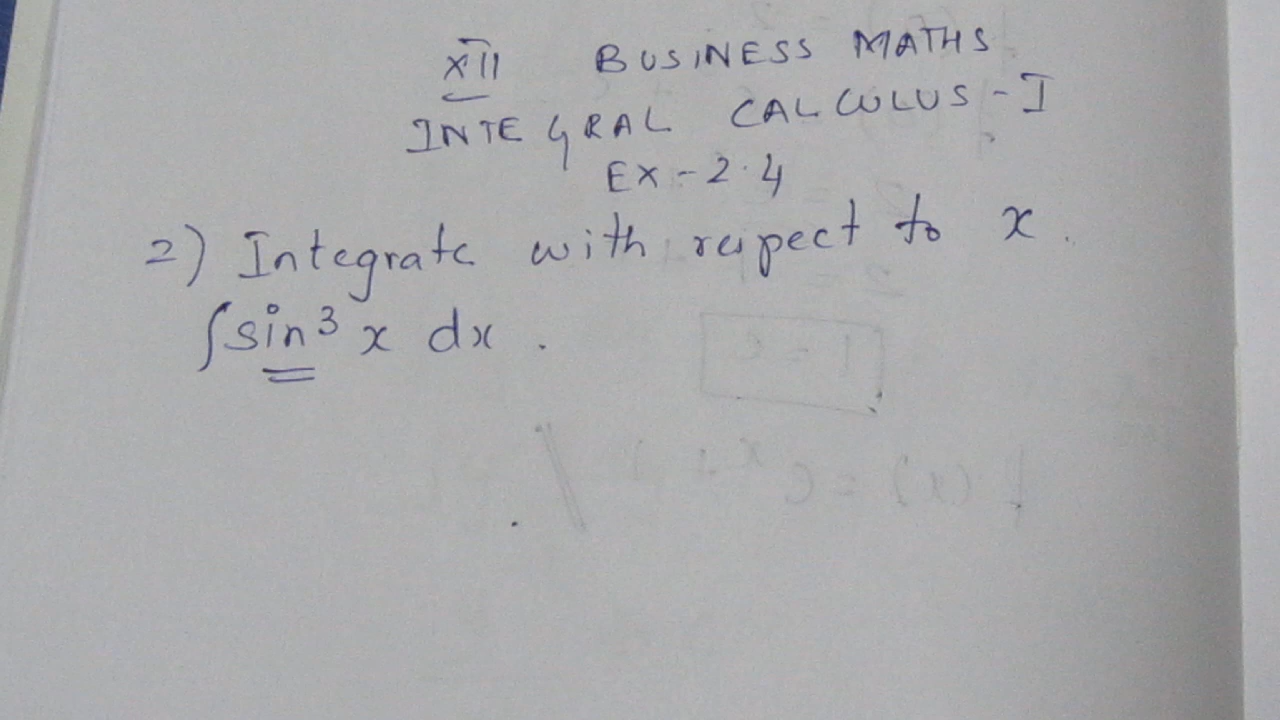 XII BUSINESS MATHS
INTEGRAL CALCULUS - I
EX - 2.4
2) Integrate with respect to x.
∫sin³ x dx.